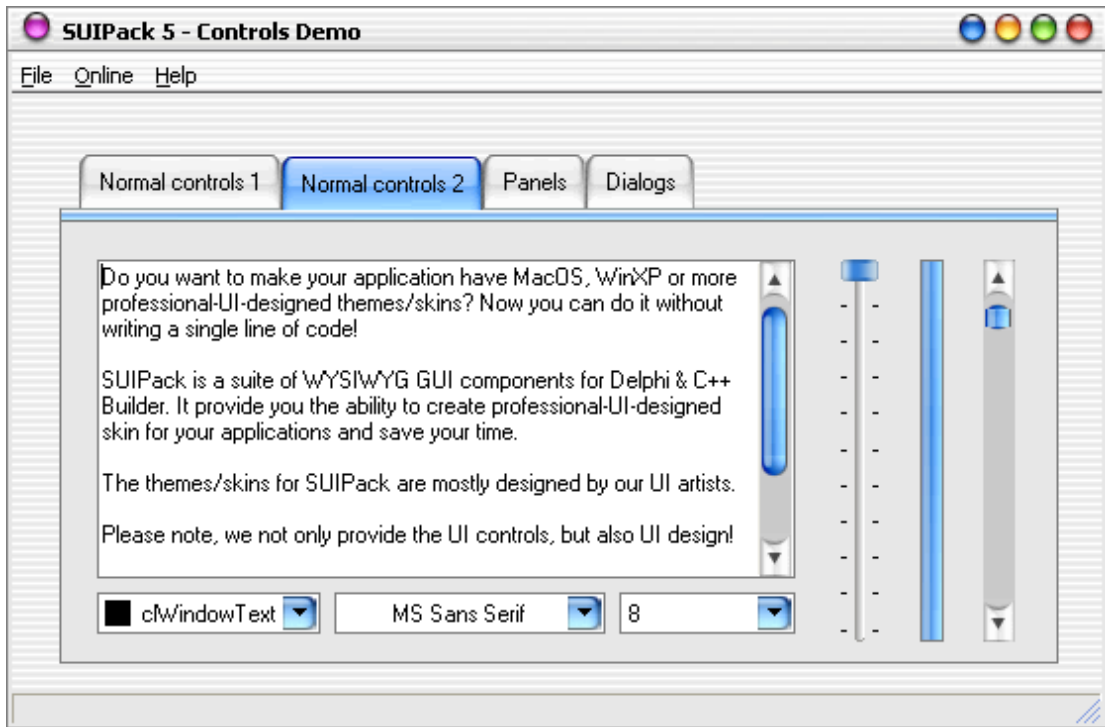 SUIPack 5 - Controls Demo
File Online Help
Normal controls 1 Normal controls 2 Panels Dialogs
Do you want to make your application have MacOS, WinXP or more
professional-UI-designed themes/skins? Now you can do it without
writing a single line of code!
SUIPack is a suite of WYSIWYG GUI components for Delphi & C++
Builder. It provide you the ability to create professional-UI-designed
skin for your applications and save your time.
The themes/skins for SUIPack are mostly designed by our UI artists.
Please note, we not only provide the UI controls, but also UI design!
clWindowText MS Sans Serif 8